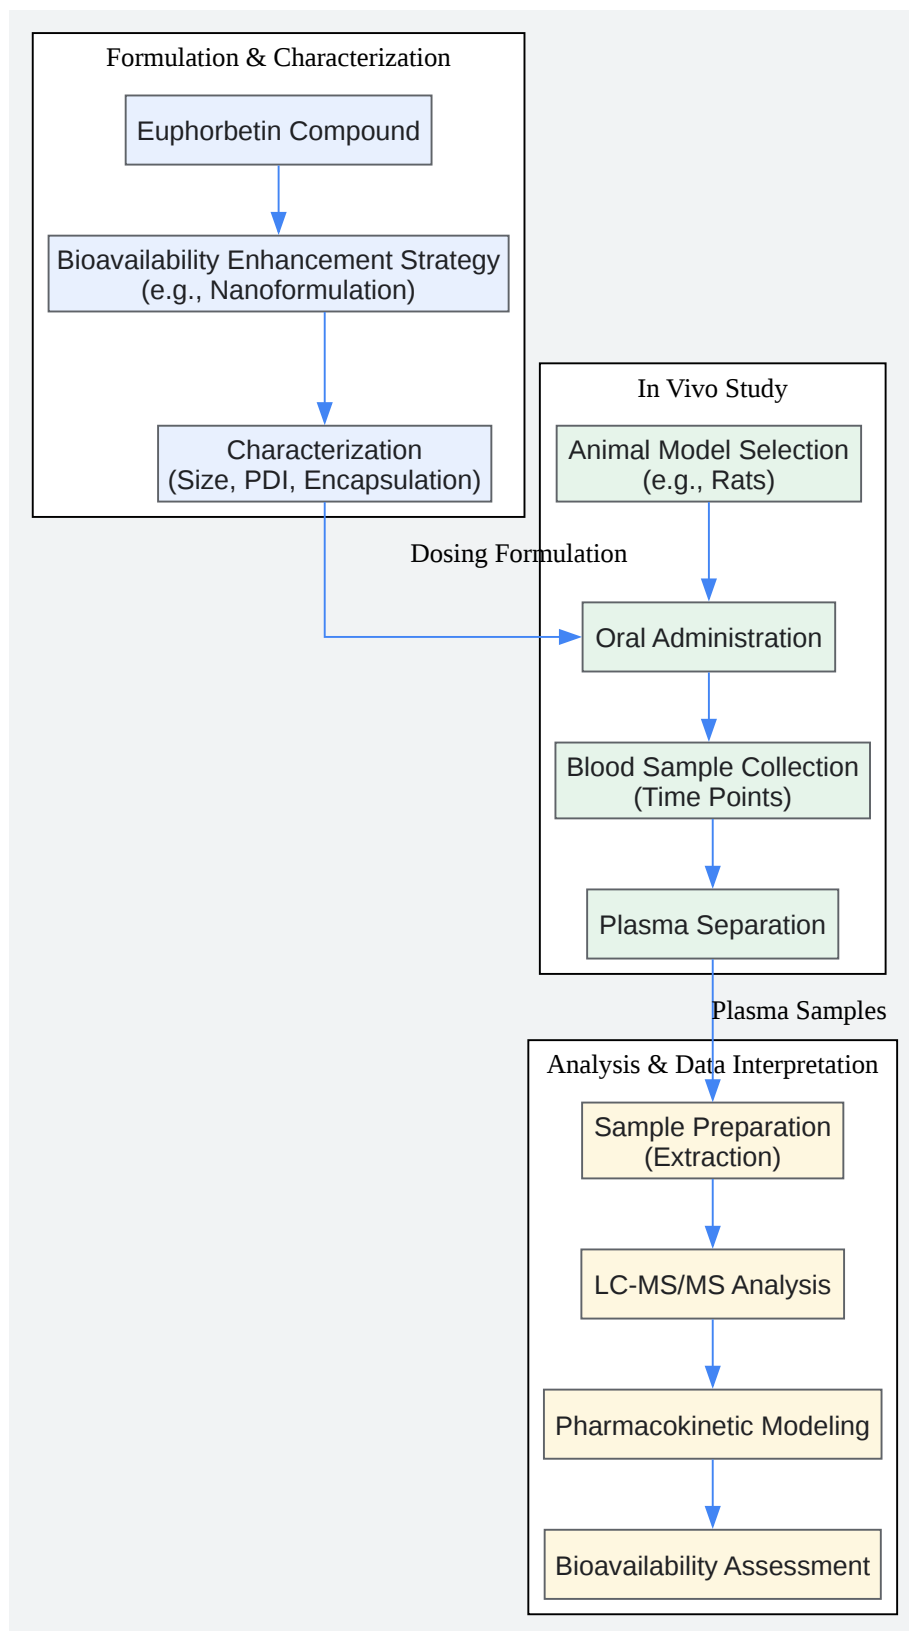 Formulation & Characterization
Euphorbetin Compound
Bioavailability Enhancement Strategy
(e.g., Nanoformulation)
Characterization
(Size, PDI, Encapsulation)
Dosing Formulation
In Vivo Study
Animal Model Selection
(e.g., Rats)
Oral Administration
Blood Sample Collection
(Time Points)
Plasma Separation
Plasma Samples
Analysis & Data Interpretation
Sample Preparation
(Extraction)
LC-MS/MS Analysis
Pharmacokinetic Modeling
Bioavailability Assessment